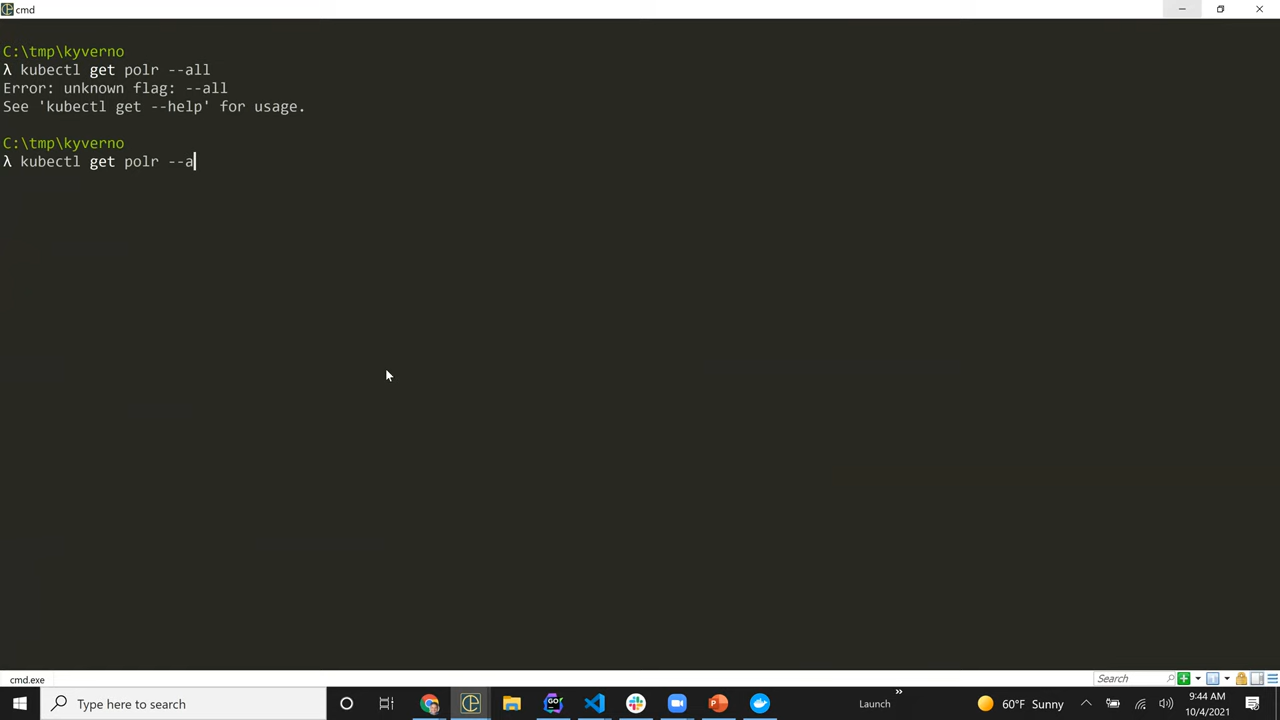 cmd
C:\tmp\kyverno
λ kubectl get polr --all
Error: unknown flag: --all
See 'kubectl get --help' for usage.
C:\tmp\kyverno
λ kubectl get polr --a
cmd.exe
Search
Type here to search
GO
Launch
»
60°F Sunny
9:44 AM
10/4/2021